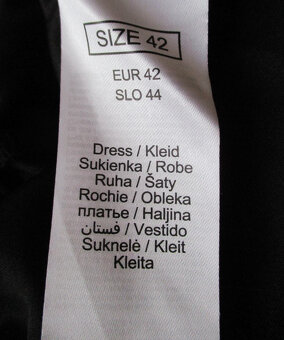 SIZE 42
EUR 42
SLO 44
Dress / Kleid
Sukienka / Robe
Ruha / Šaty
Rochie / Obleka
платье / Haljina
فستان / Vestido
Suknelė / Kleit
Kleita